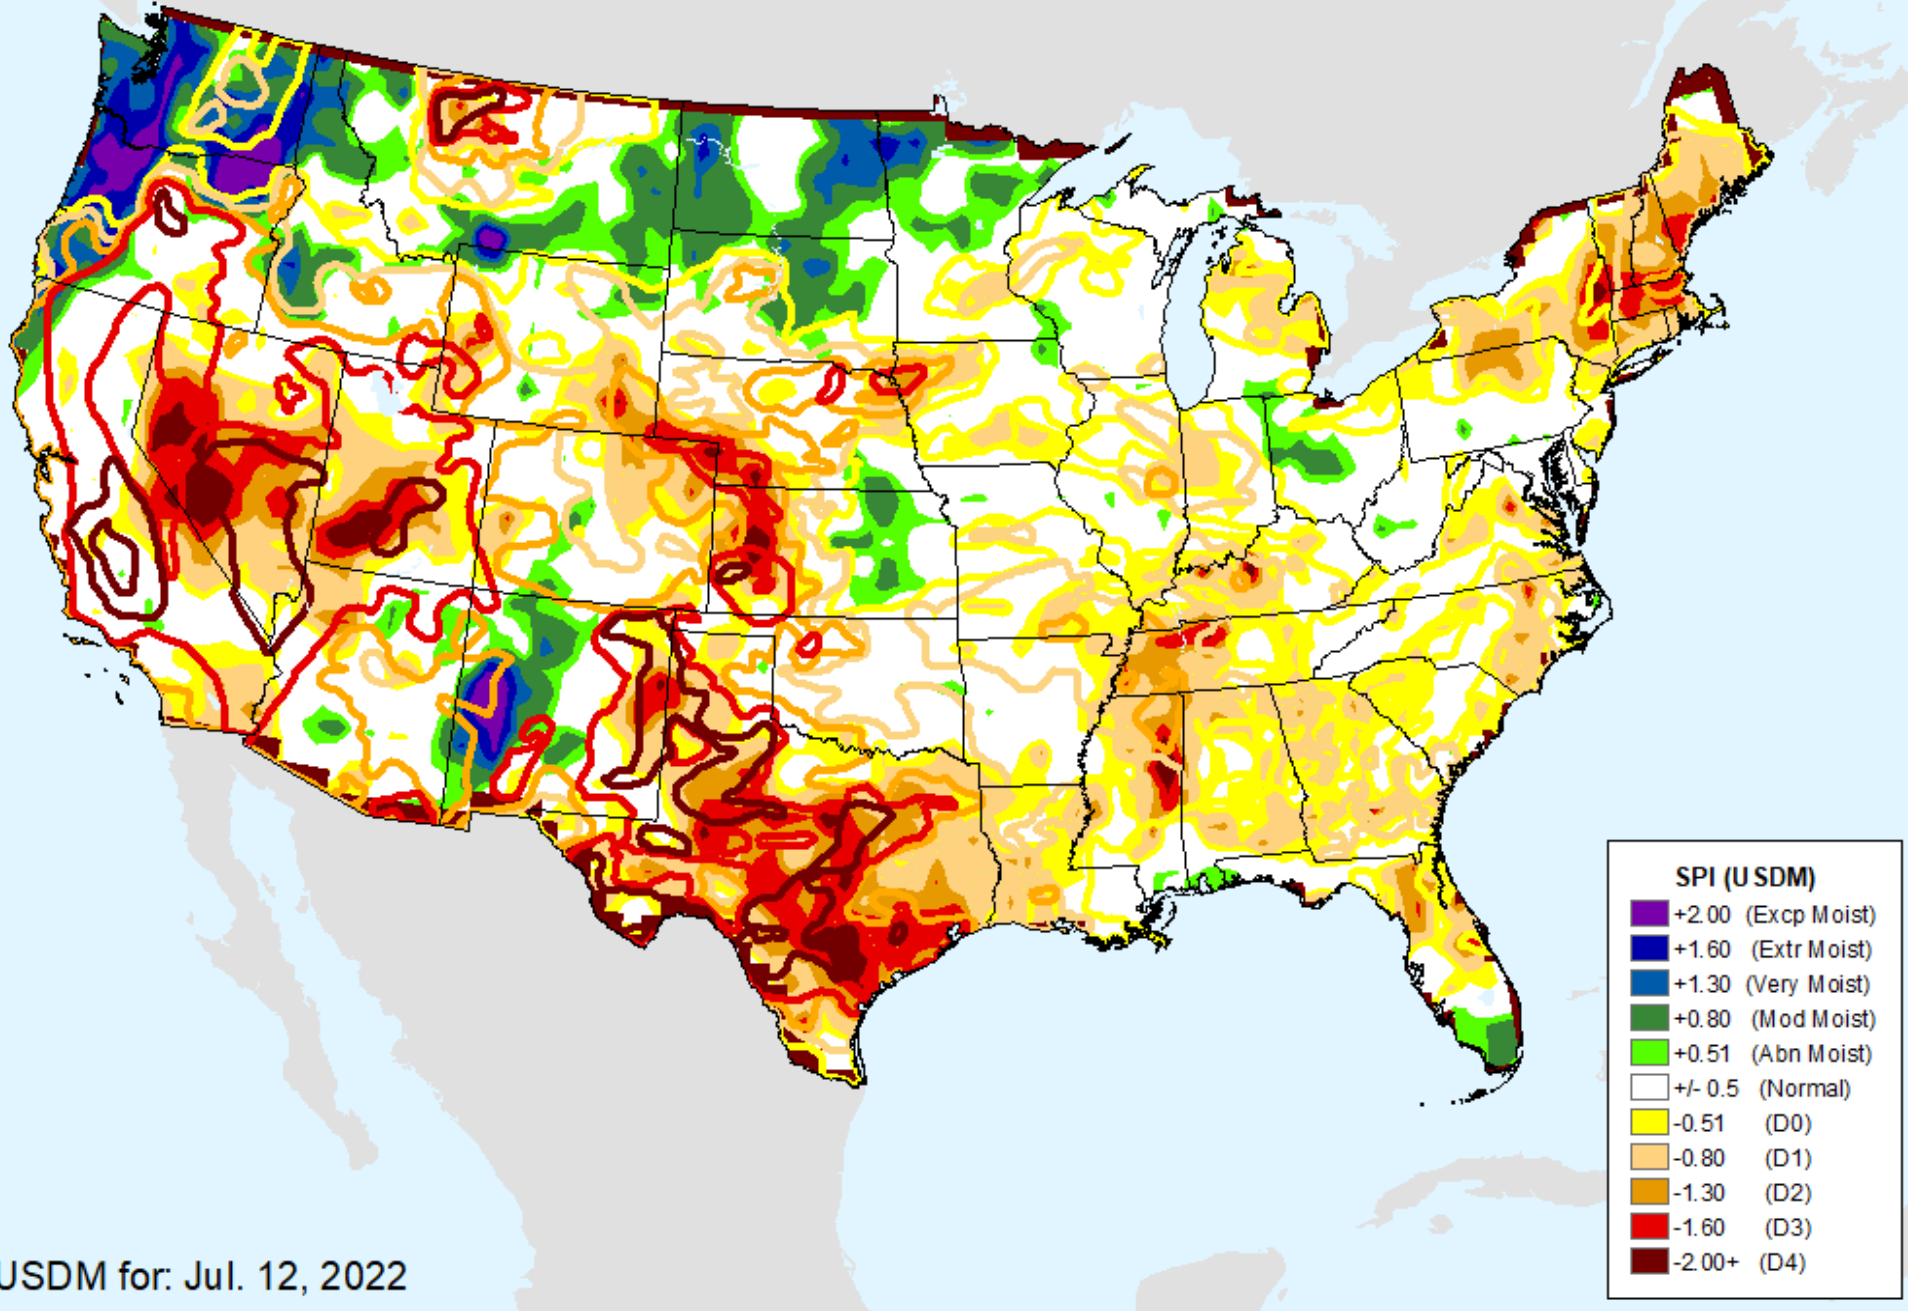 SPI (USDM)
+2.00 (Excp Moist)
+1.60 (Extr Moist)
+1.30 (Very Moist)
+0.80 (Mod Moist)
+0.51 (Abn Moist)
+/- 0.5 (Normal)
-0.51 (D0)
-0.80 (D1)
-1.30 (D2)
-1.60 (D3)
-2.00+ (D4)
USDM for: Jul. 12, 2022